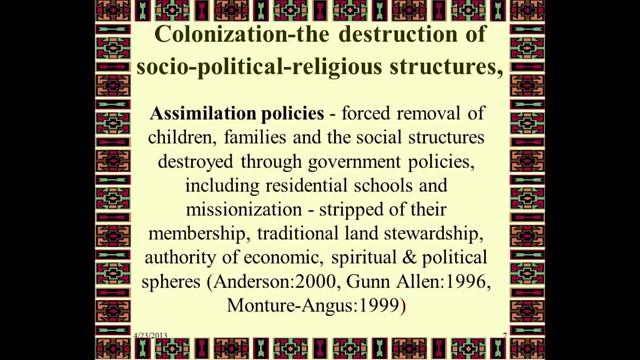 Colonization-the destruction of
socio-political-religious structures,
Assimilation policies - forced removal of
children, families and the social structures
destroyed through government policies,
including residential schools and
missionization - stripped of their
membership, traditional land stewardship,
authority of economic, spiritual & political
spheres (Anderson:2000, Gunn Allen:1996,
Monture-Angus:1999)
4/23/2013
7